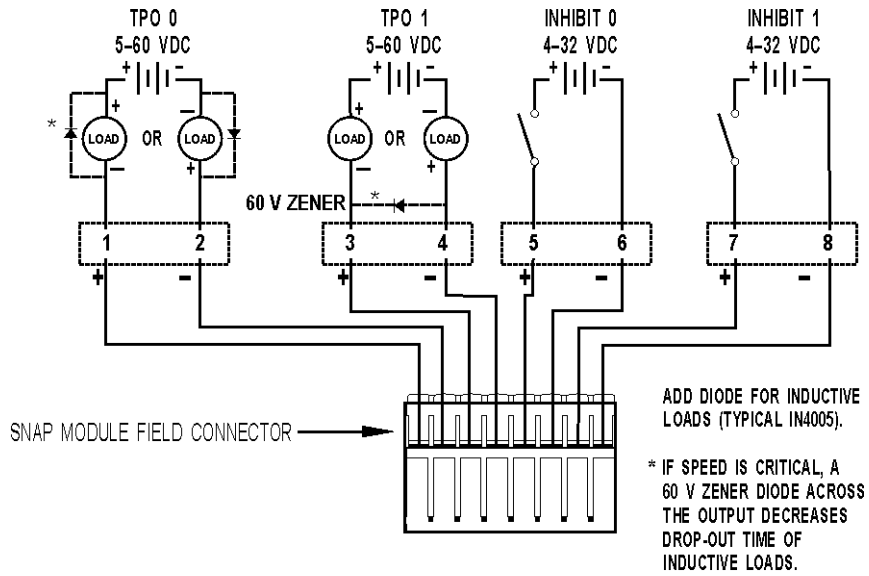 TPO 0
5–60 VDC
TPO 1
5–60 VDC
INHIBIT 0
4–32 VDC
INHIBIT 1
4–32 VDC
+ -
+ -
+ -
+ -
+ −
* LOAD OR LOAD
− +
+ −
LOAD OR LOAD
− +
60 V ZENER *
1 2 3 4 5 6 7 8
+ - + - + - + -
SNAP MODULE FIELD CONNECTOR
ADD DIODE FOR INDUCTIVE
LOADS (TYPICAL IN4005).
* IF SPEED IS CRITICAL, A
60 V ZENER DIODE ACROSS
THE OUTPUT DECREASES
DROP-OUT TIME OF
INDUCTIVE LOADS.